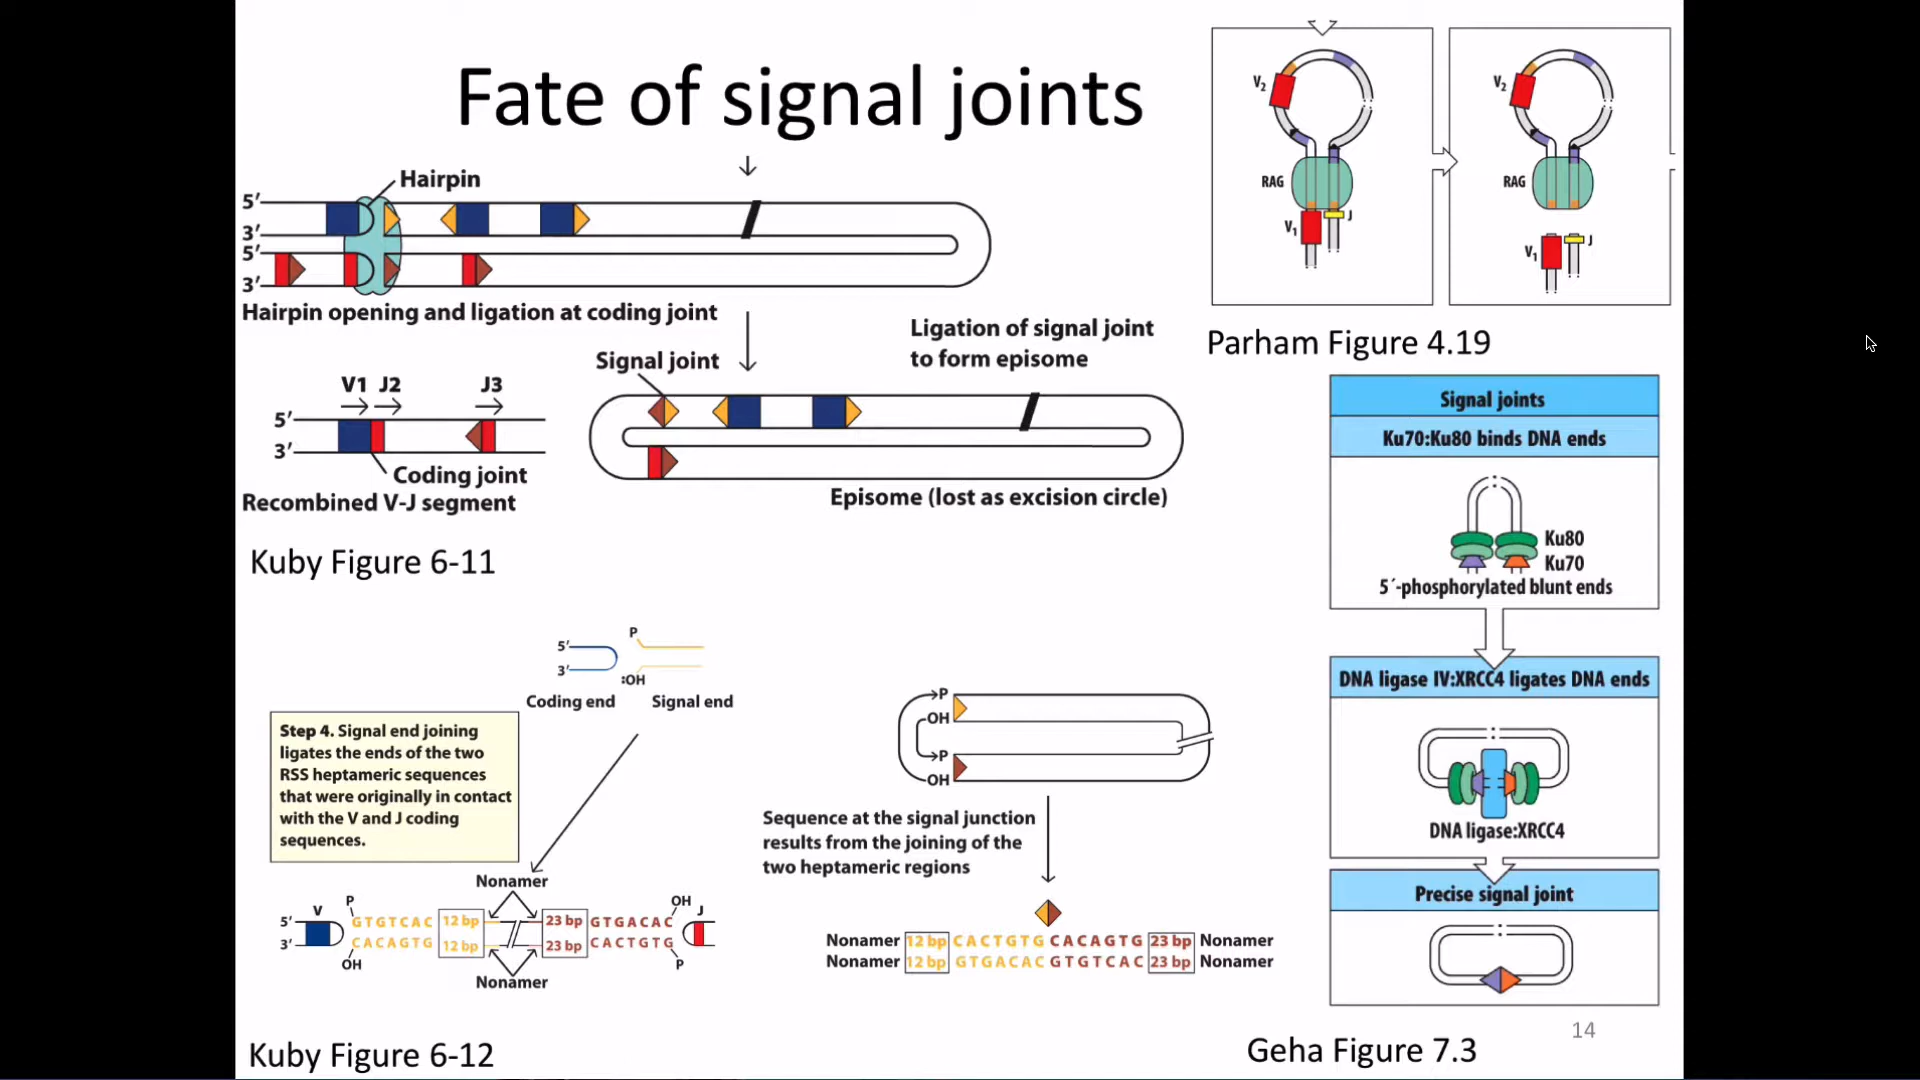 Fate of signal joints
Hairpin
5′
3′
5′
3′
Hairpin opening and ligation at coding joint
Signal joint
Ligation of signal joint
to form episome
V1 J2 J3
5′
3′
Coding joint
Recombined V-J segment
Episome (lost as excision circle)
Kuby Figure 6-11
V2
RAG
V1
J
V2
RAG
V1
J
Parham Figure 4.19
Signal joints
Ku70:Ku80 binds DNA ends
Ku80
Ku70
5´-phosphorylated blunt ends
DNA ligase IV:XRCC4 ligates DNA ends
DNA ligase:XRCC4
Precise signal joint
Geha Figure 7.3
14
P
5′
3′
:OH
Coding end Signal end
Step 4. Signal end joining
ligates the ends of the two
RSS heptameric sequences
that were originally in contact
with the V and J coding
sequences.
Nonamer
V P OH J
5′ GTGTCAC 12 bp 23 bp GTGACAC
3′ CACAGTG 12 bp 23 bp CACTGTG
OH P
Nonamer
P
OH
P
OH
Sequence at the signal junction
results from the joining of the
two heptameric regions
Nonamer 12 bp CACTGTG CACAGTG 23 bp Nonamer
Nonamer 12 bp GTGACAC GTGTCAC 23 bp Nonamer
Kuby Figure 6-12